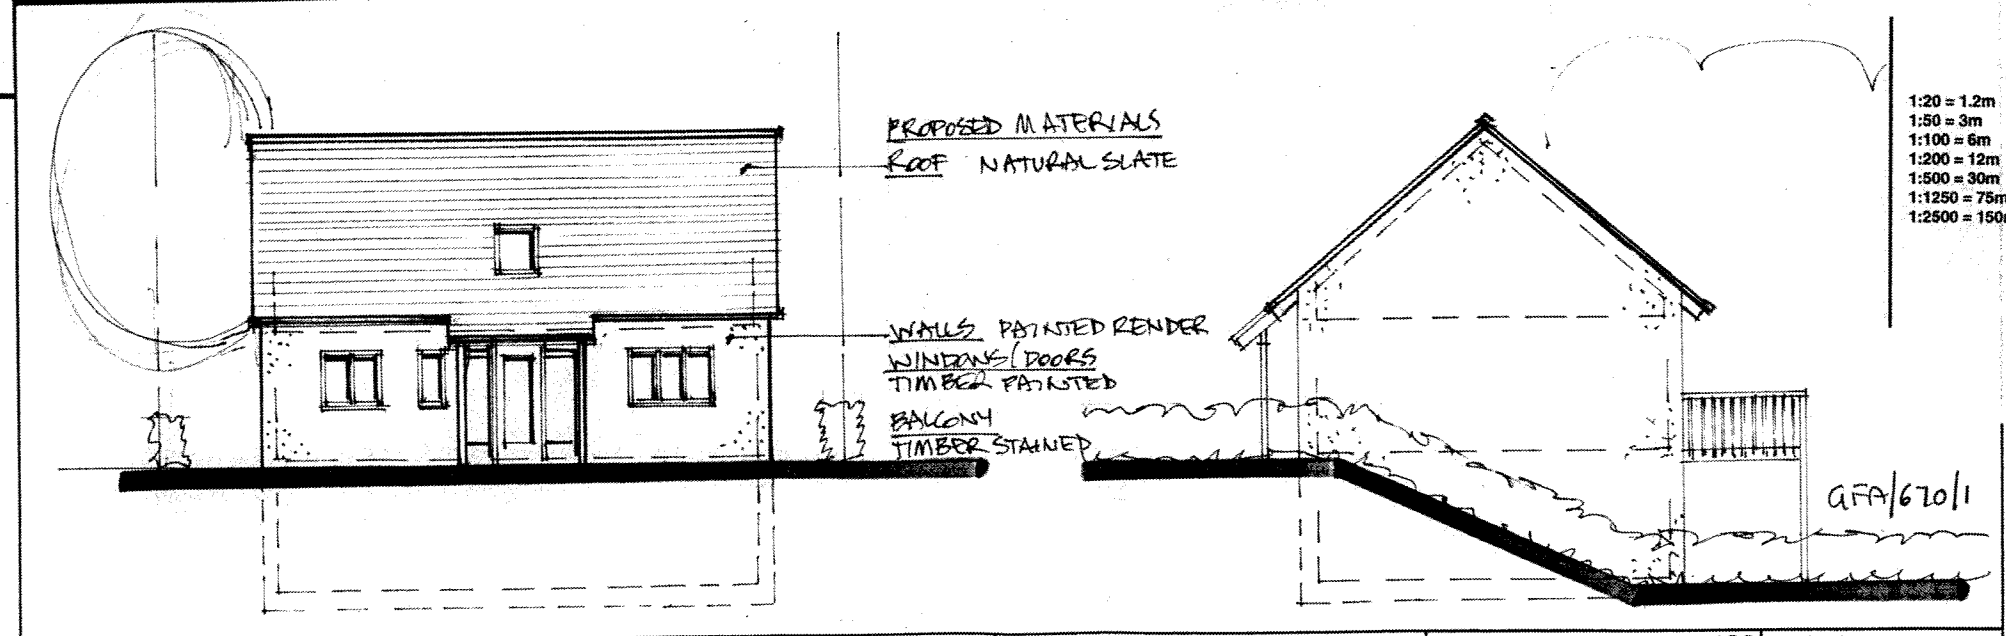 PROPOSED MATERIALS
ROOF NATURAL SLATE
WALLS PAINTED RENDER
WINDOWS/DOORS
TIMBER PAINTED
BALCONY
TIMBER STAINED
1:20 = 1.2m
1:50 = 3m
1:100 = 6m
1:200 = 12m
1:500 = 30m
1:1250 = 75m
1:2500 = 150m
GFA/670/1